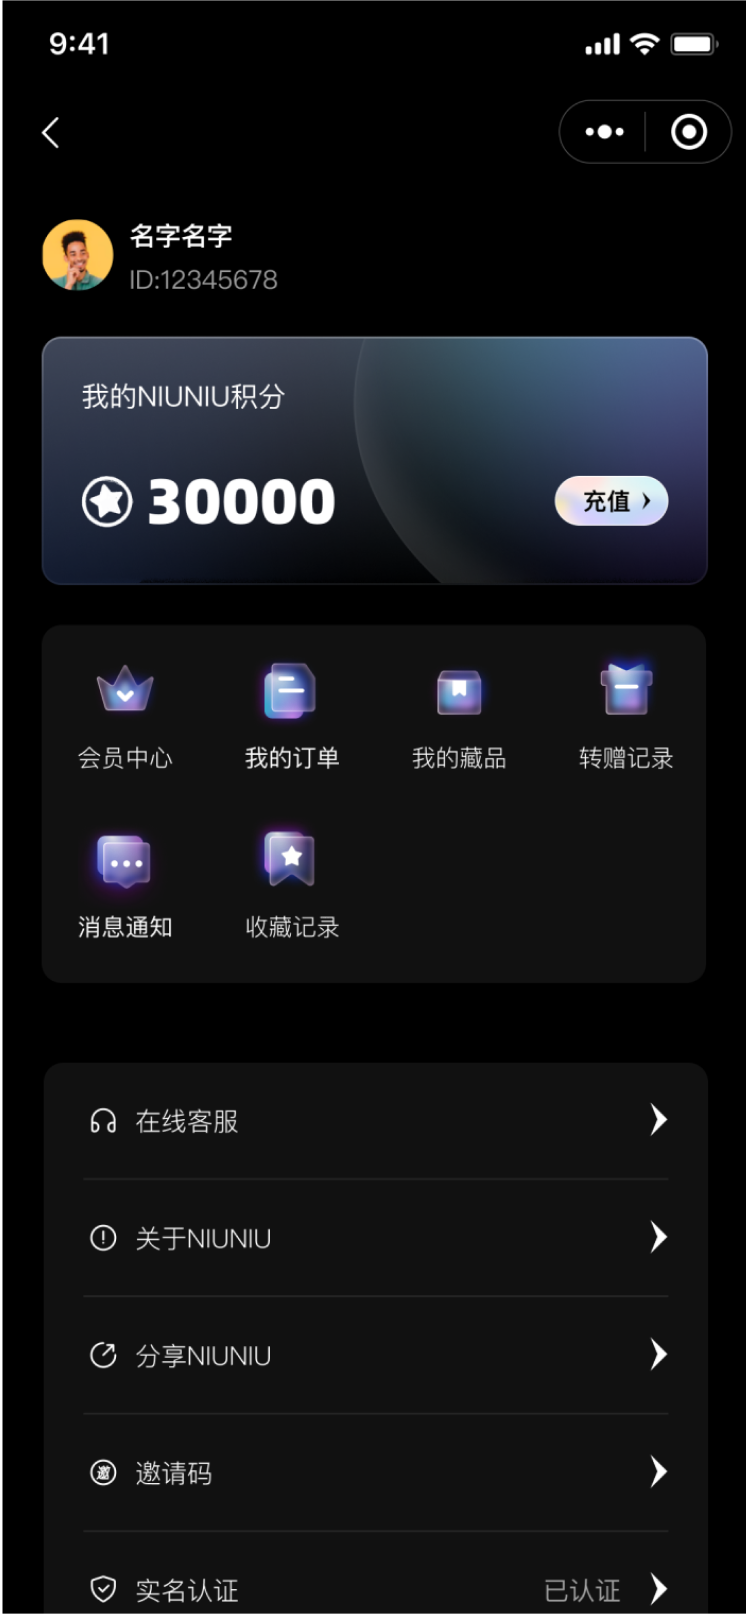 9:41
名字名字
ID:12345678
我的NIUNIU积分
30000
充值
会员中心
我的订单
我的藏品
转赠记录
消息通知
收藏记录
在线客服
关于NIUNIU
分享NIUNIU
邀
邀请码
实名认证
已认证